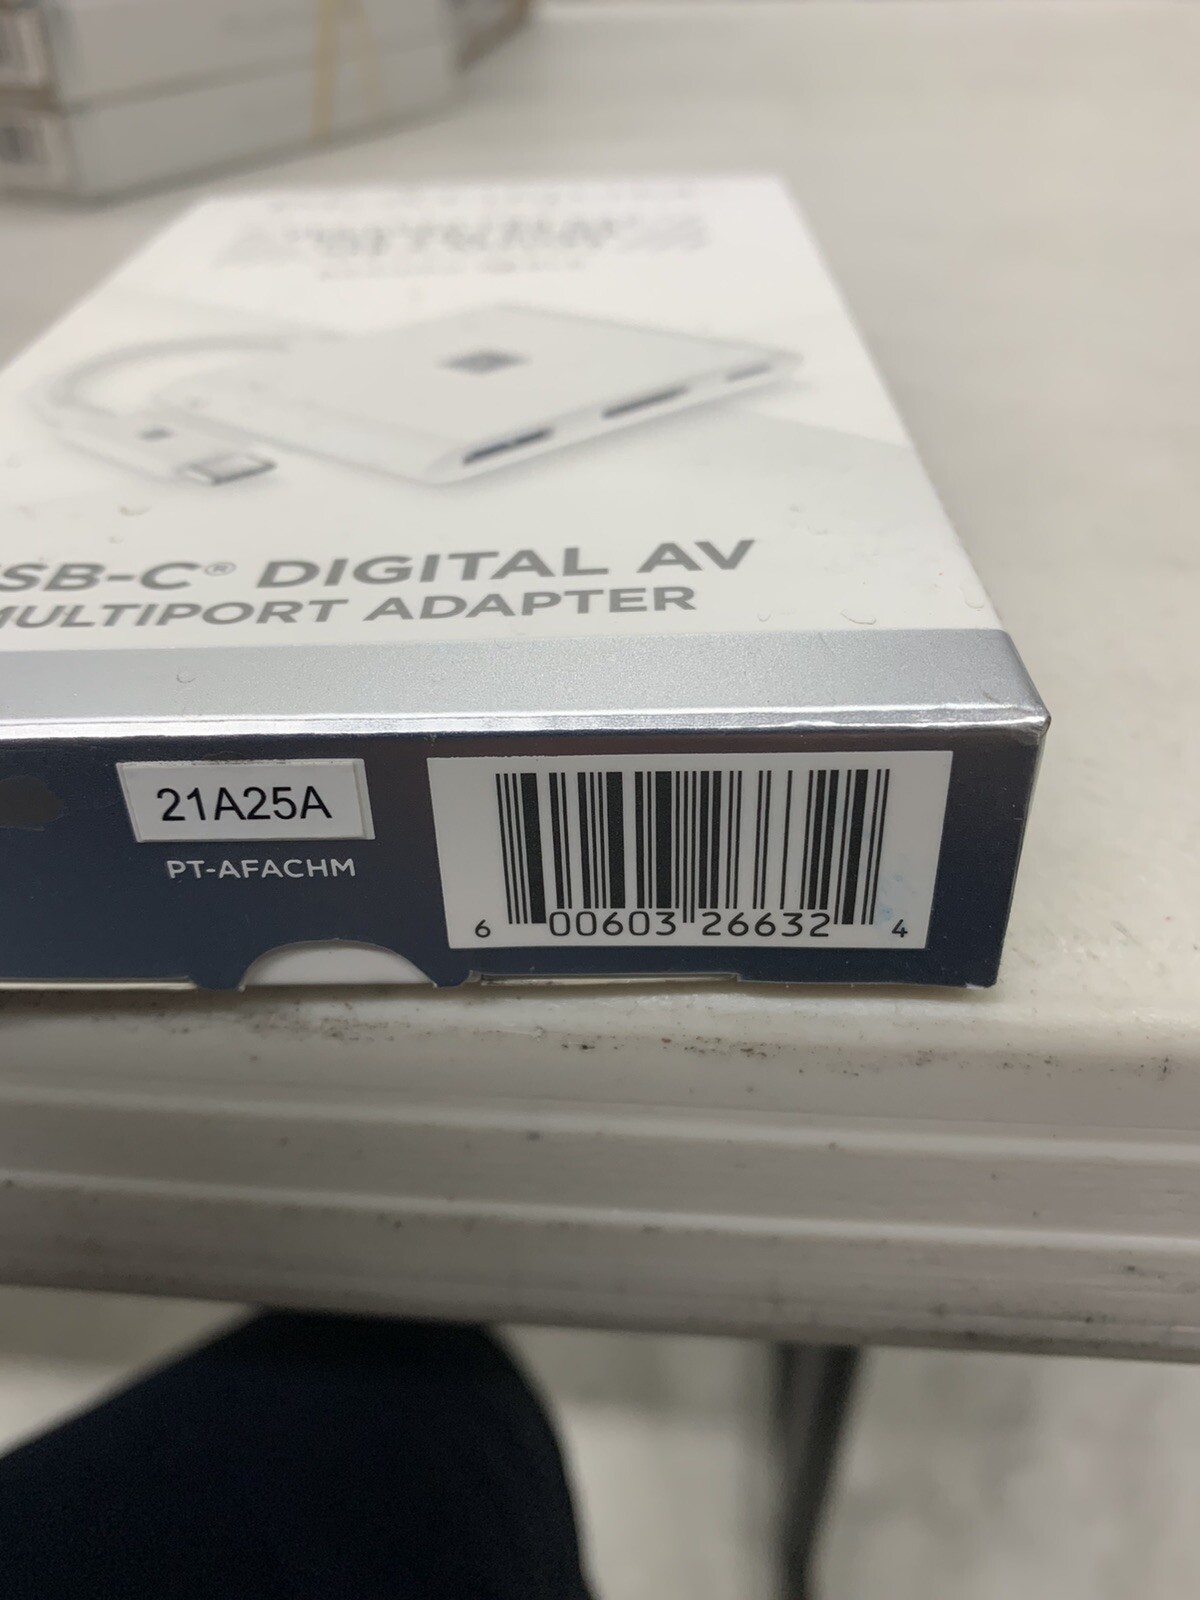 SB-C® DIGITAL AV
MULTIPORT ADAPTER
21A25A
PT-AFACHM
6 00603 26632 4